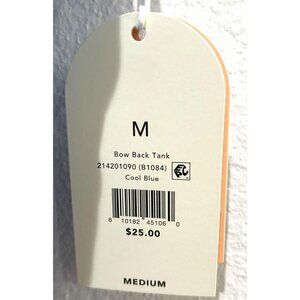 M
Bow Back Tank
214201090 (B1084)
Cool Blue
8 10182 45106 0
$25.00
MEDIUM